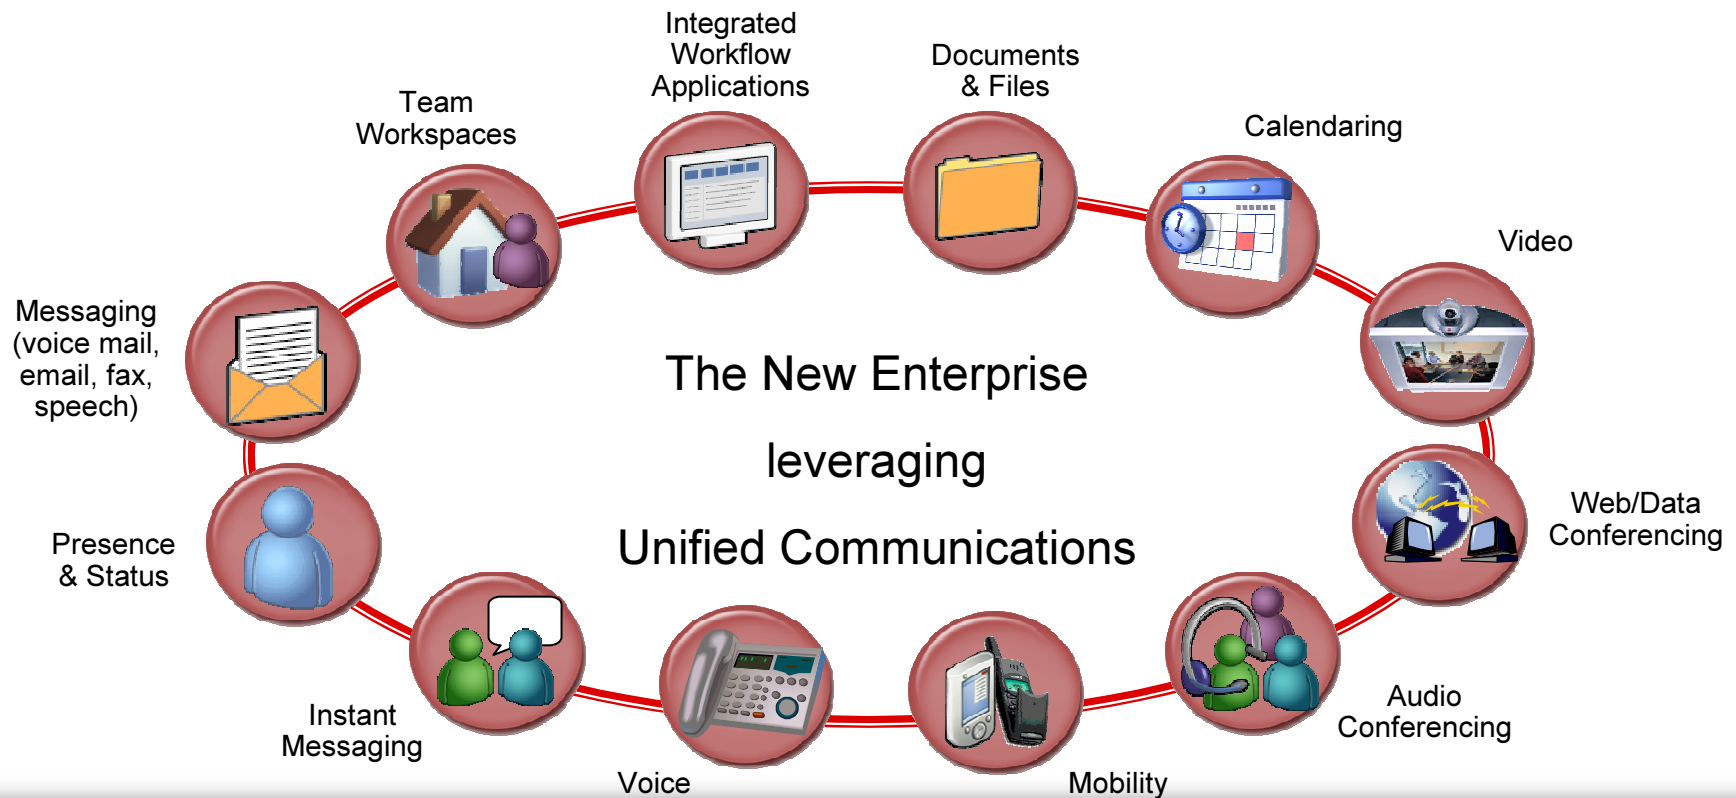 Integrated
Workflow
Applications
Documents
& Files
Team
Workspaces
Calendaring
Video
Messaging
(voice mail,
email, fax,
speech)
The New Enterprise
leveraging
Unified Communications
Web/Data
Conferencing
Presence
& Status
Audio
Conferencing
Instant
Messaging
Voice
Mobility